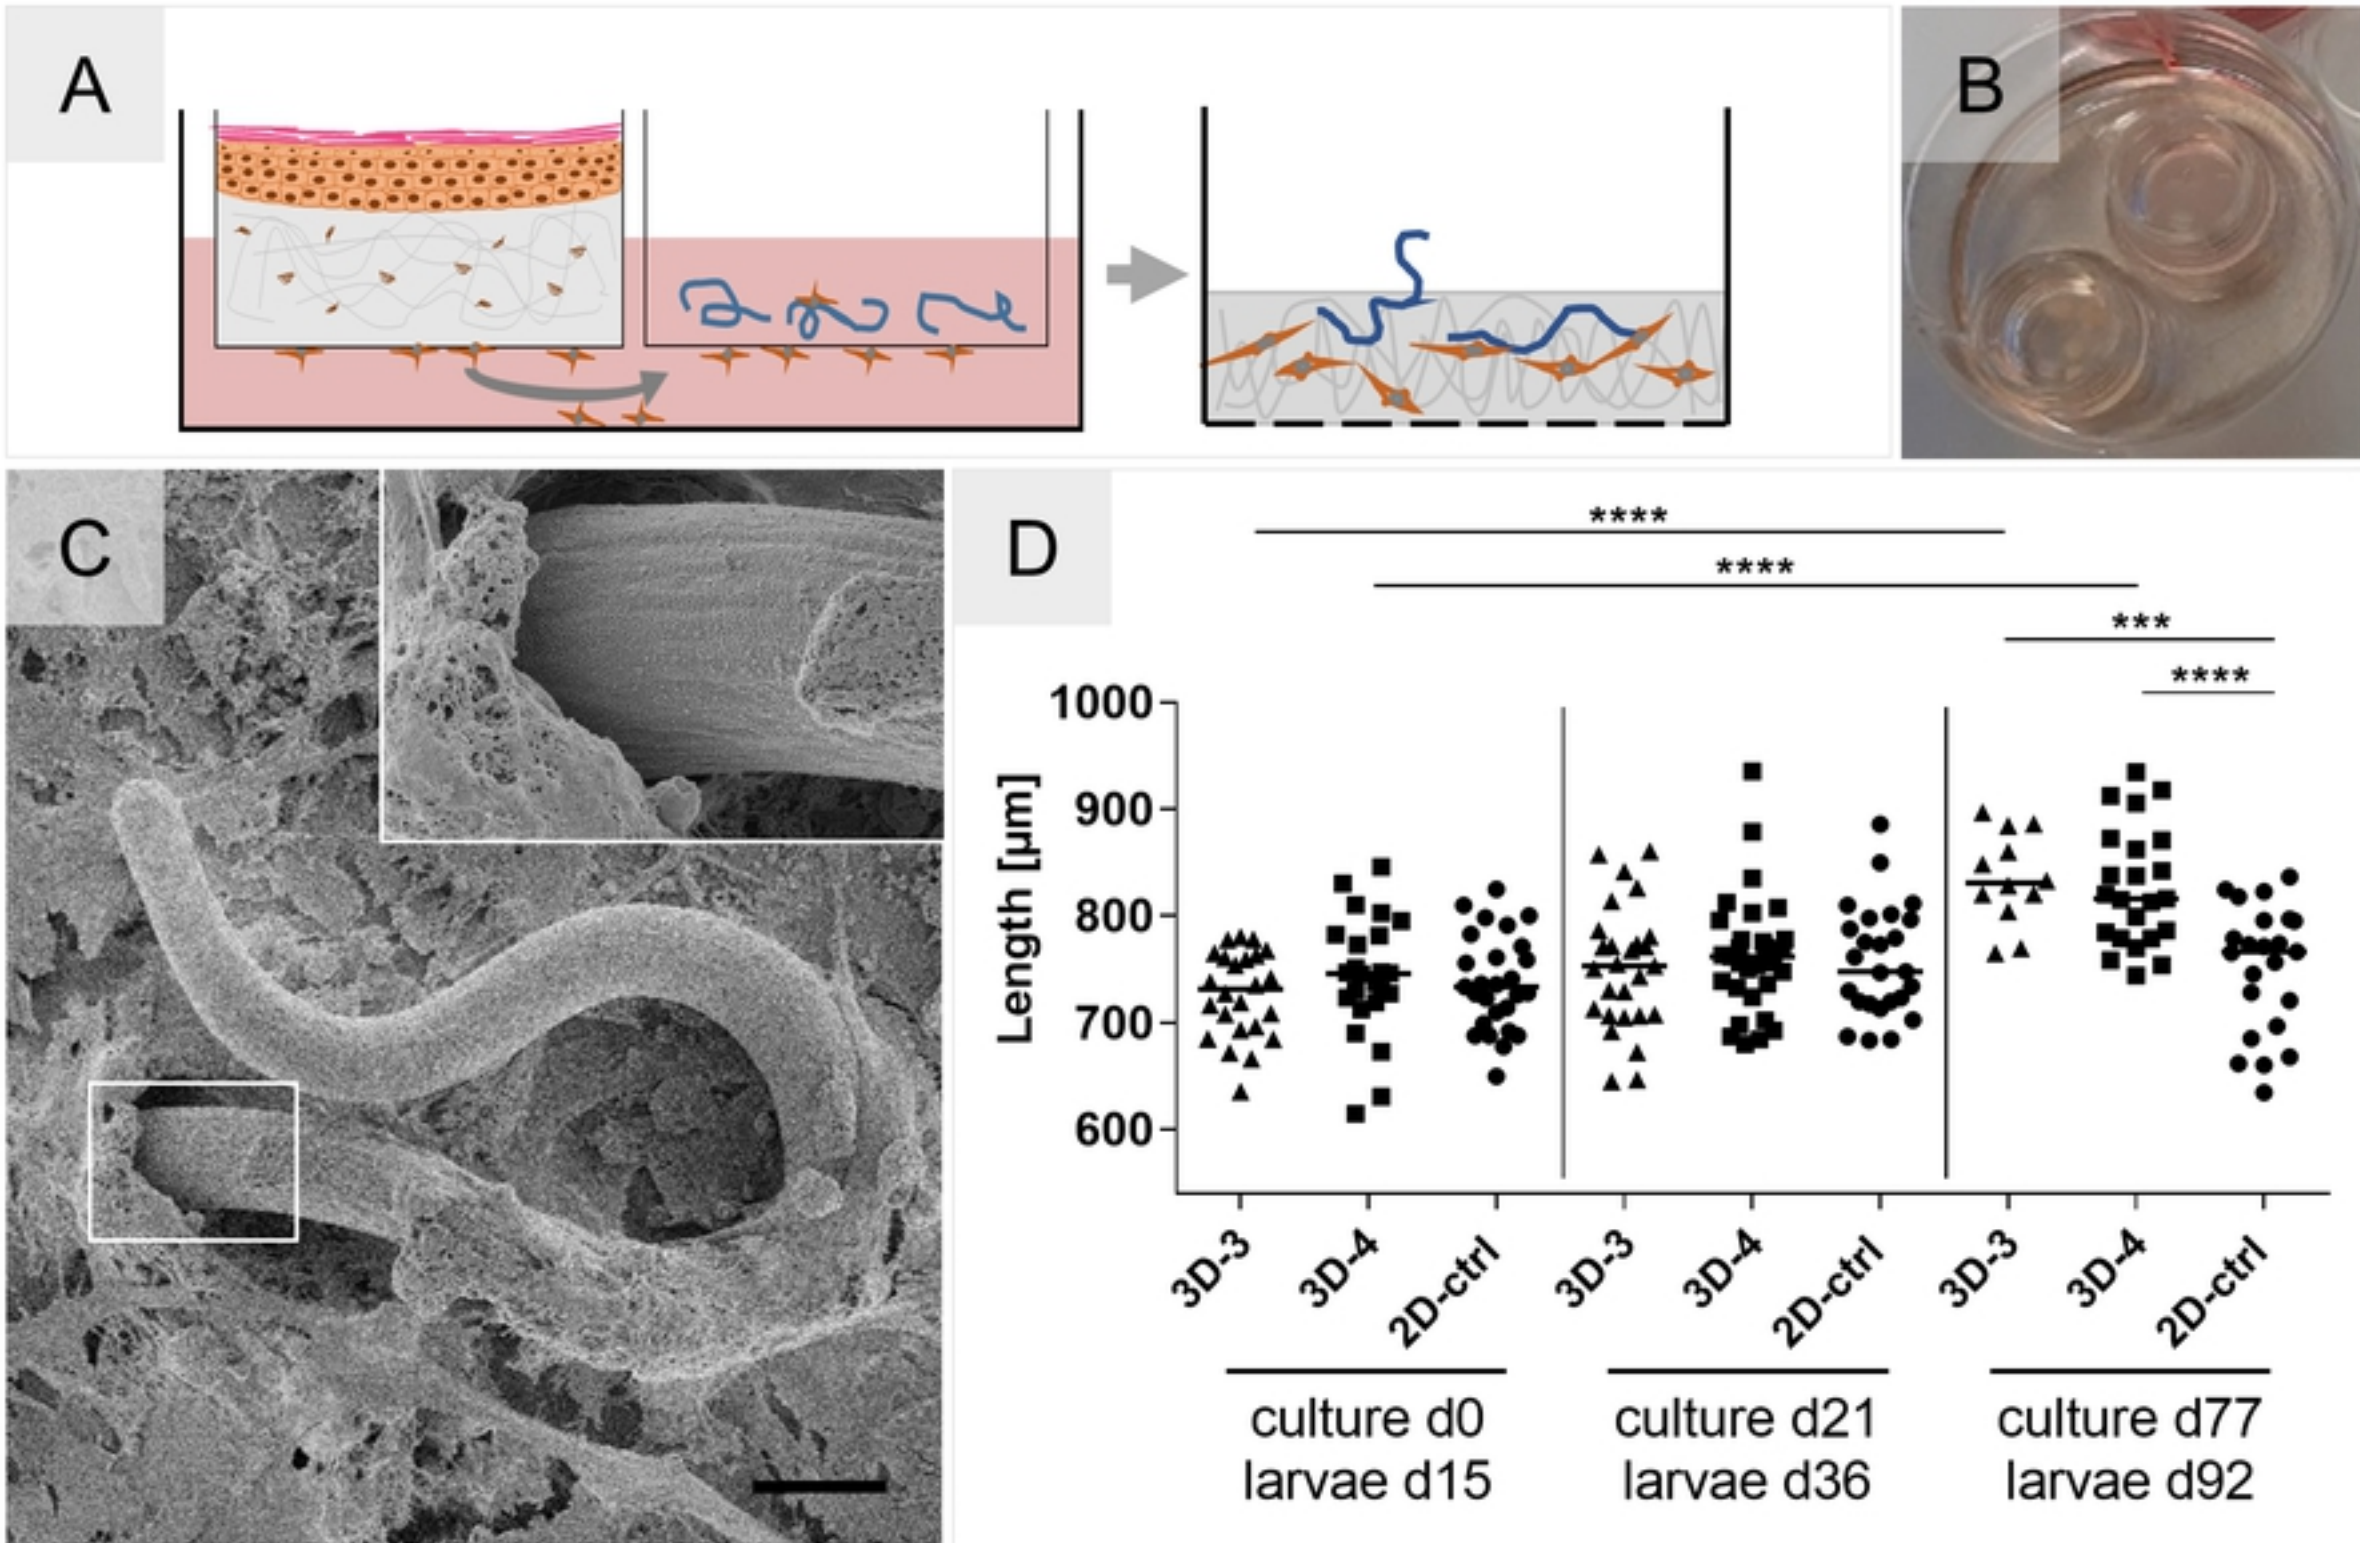 A
B
C
D
****
****
***
****
1000
900
800
700
600
Length [µm]
3D-3
3D-4
2D-ctrl
3D-3
3D-4
2D-ctrl
3D-3
3D-4
2D-ctrl
culture d0
larvae d15
culture d21
larvae d36
culture d77
larvae d92